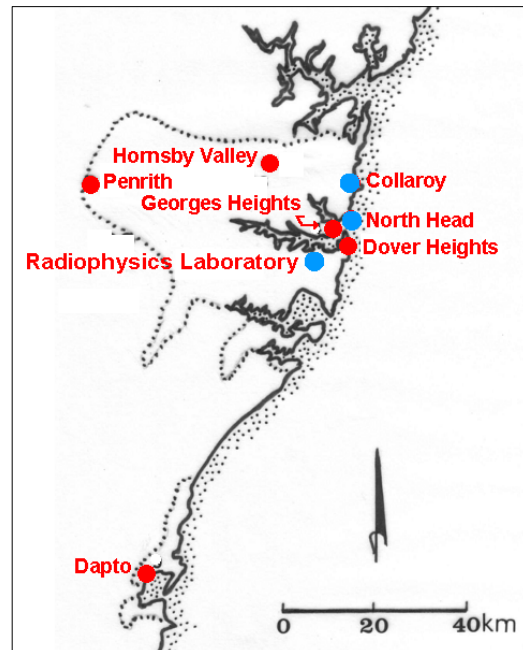 Hornsby Valley
Penrith
Collaroy
Georges Heights
North Head
Dover Heights
Radiophysics Laboratory
Dapto
0 20 40km